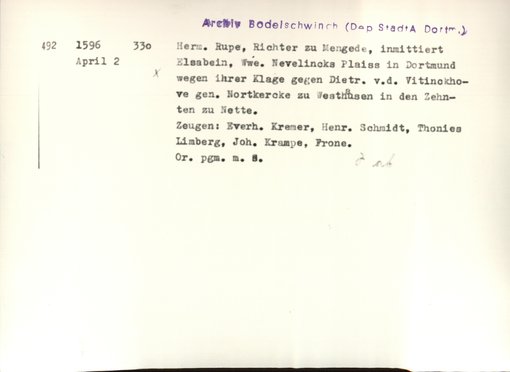 Archiv Bodelschwingh (Dep StadtA Dortm.)
492 1596 330 Herm. Rupe, Richter zu Mengede, inmittiert
April 2 Elsabein, Wwe. Nevelincks Plaiss in Dortmund
x wegen ihrer Klage gegen Dietr. v.d. Vitinckho-
ve gen. Nortkercke zu Westhusen in den Zehn-
ten zu Nette.
Zeugen: Everh. Kremer, Henr. Schmidt, Thonies
Limberg, Joh. Krampe, Frone.
Or. pgm. m. S.
ab